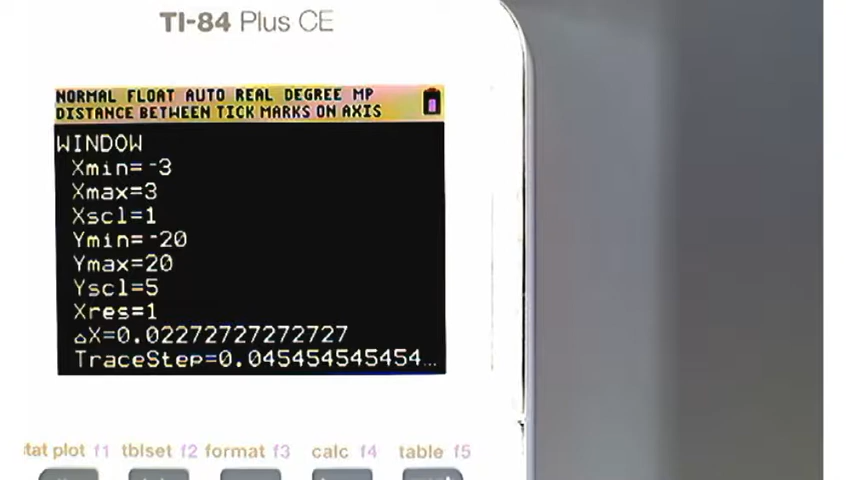 TI-84 Plus CE
NORMAL FLOAT AUTO REAL DEGREE MP
DISTANCE BETWEEN TICK MARKS ON AXIS
WINDOW
Xmin=-3
Xmax=3
Xscl=1
Ymin=-20
Ymax=20
Yscl=5
Xres=1
△X=0.02272727272727
TraceStep=0.045454545454…
tat plot f1 tblset f2 format f3 calc f4 table f5